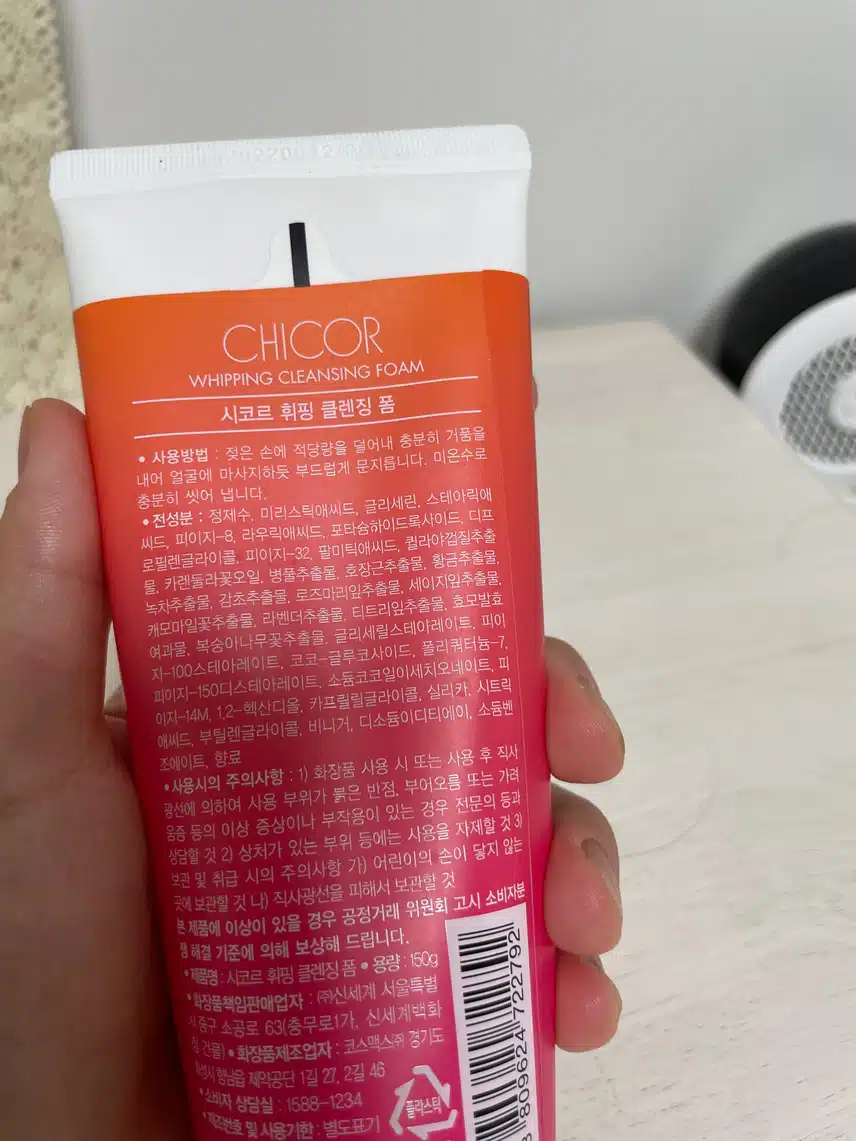 CHICOR
WHIPPING CLEANSING FOAM
시코르 휘핑 클렌징 폼
• 사용방법 : 젖은 손에 적당량을 덜어내 충분히 거품을
내어 얼굴에 마사지하듯 부드럽게 문지릅니다. 미온수로
충분히 씻어 냅니다.
• 전성분 : 정제수, 미리스틱애씨드, 글리세린, 스테아릭애
씨드, 피이지-8, 라우릭애씨드, 포타슘하이드록사이드, 디프
로필렌글라이콜, 피이지-32, 팔미틱애씨드, 퀼라야껍질추출
물, 카렌둘라꽃오일, 병풀추출물, 호장근추출물, 황금추출물,
녹차추출물, 감초추출물, 로즈마리잎추출물, 세이지잎추출물,
캐모마일꽃추출물, 라벤더추출물, 티트리잎추출물, 효모발효
여과물, 복숭아나무꽃추출물, 글리세릴스테아레이트, 피이
지-100스테아레이트, 코코-글루코사이드, 폴리쿼터늄-7,
피이지-150디스테아레이트, 소듐코코일이세치오네이트, 피
이지-14M, 1,2-헥산디올, 카프릴릴글라이콜, 실리카, 시트릭
애씨드, 부틸렌글라이콜, 비니거, 디소듐이디티에이, 소듐벤
조에이트, 향료
• 사용시의 주의사항 : 1) 화장품 사용 시 또는 사용 후 직사
광선에 의하여 사용 부위가 붉은 반점, 부어오름 또는 가려
움증 등의 이상 증상이나 부작용이 있는 경우 전문의 등과
상담할 것 2) 상처가 있는 부위 등에는 사용을 자제할 것 3)
보관 및 취급 시의 주의사항 가) 어린이의 손이 닿지 않는
곳에 보관할 것 나) 직사광선을 피해서 보관할 것
본 제품에 이상이 있을 경우 공정거래 위원회 고시 소비자분
쟁 해결 기준에 의해 보상해 드립니다.
• 제품명 : 시코르 휘핑 클렌징 폼 • 용량 : 150g
• 화장품책임판매업자 : ㈜신세계 서울특별
시 중구 소공로 63(충무로1가, 신세계백화
점 건물) • 화장품제조업자 : 코스맥스㈜ 경기도
화성시 향남읍 제약공단 1길 27, 2길 46
• 소비자 상담실 : 1588-1234
• 제조번호 및 사용기한 : 별도표기
플라스틱
809624 722792